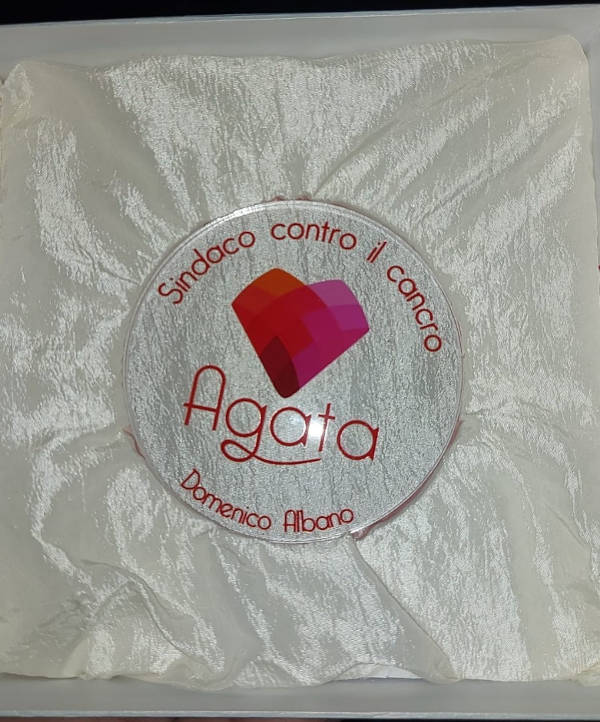 Sindaco contro il cancro
Agata
Domenico Albano